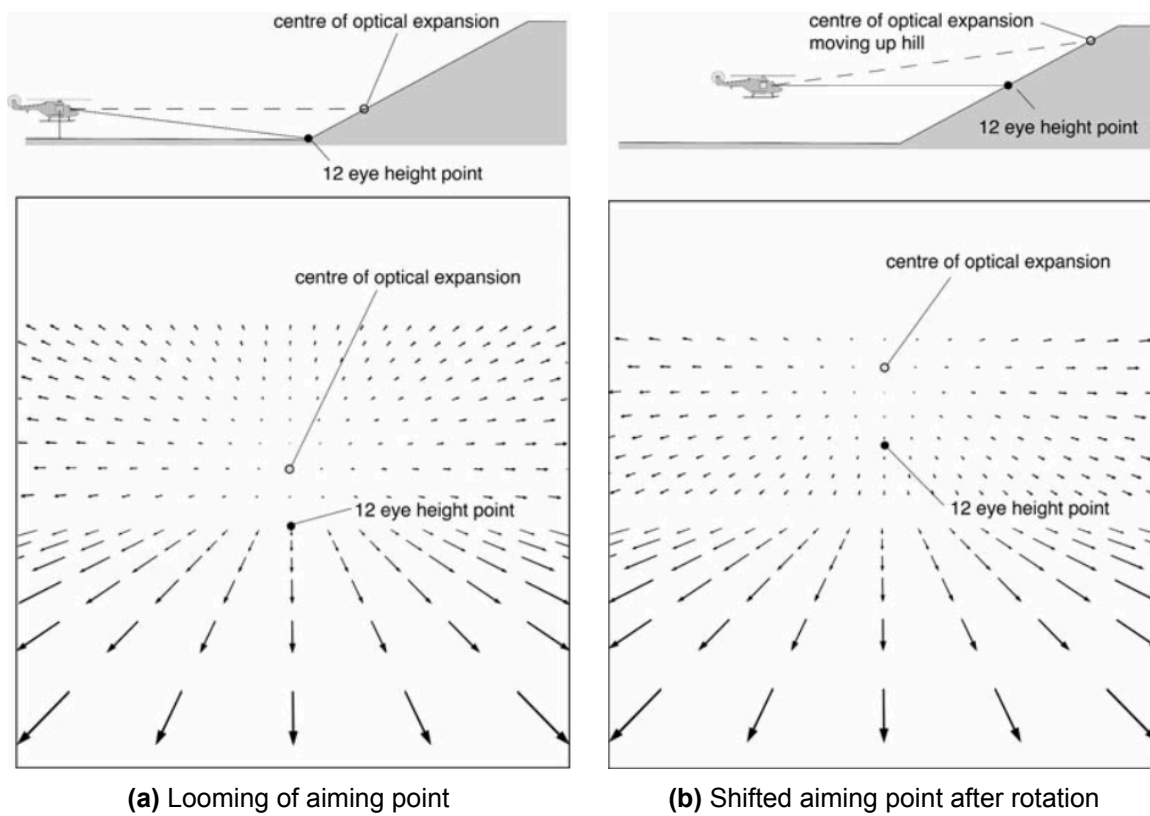 centre of optical expansion
12 eye height point
centre of optical expansion
12 eye height point
(a) Looming of aiming point
centre of optical expansion
moving up hill
12 eye height point
centre of optical expansion
12 eye height point
(b) Shifted aiming point after rotation